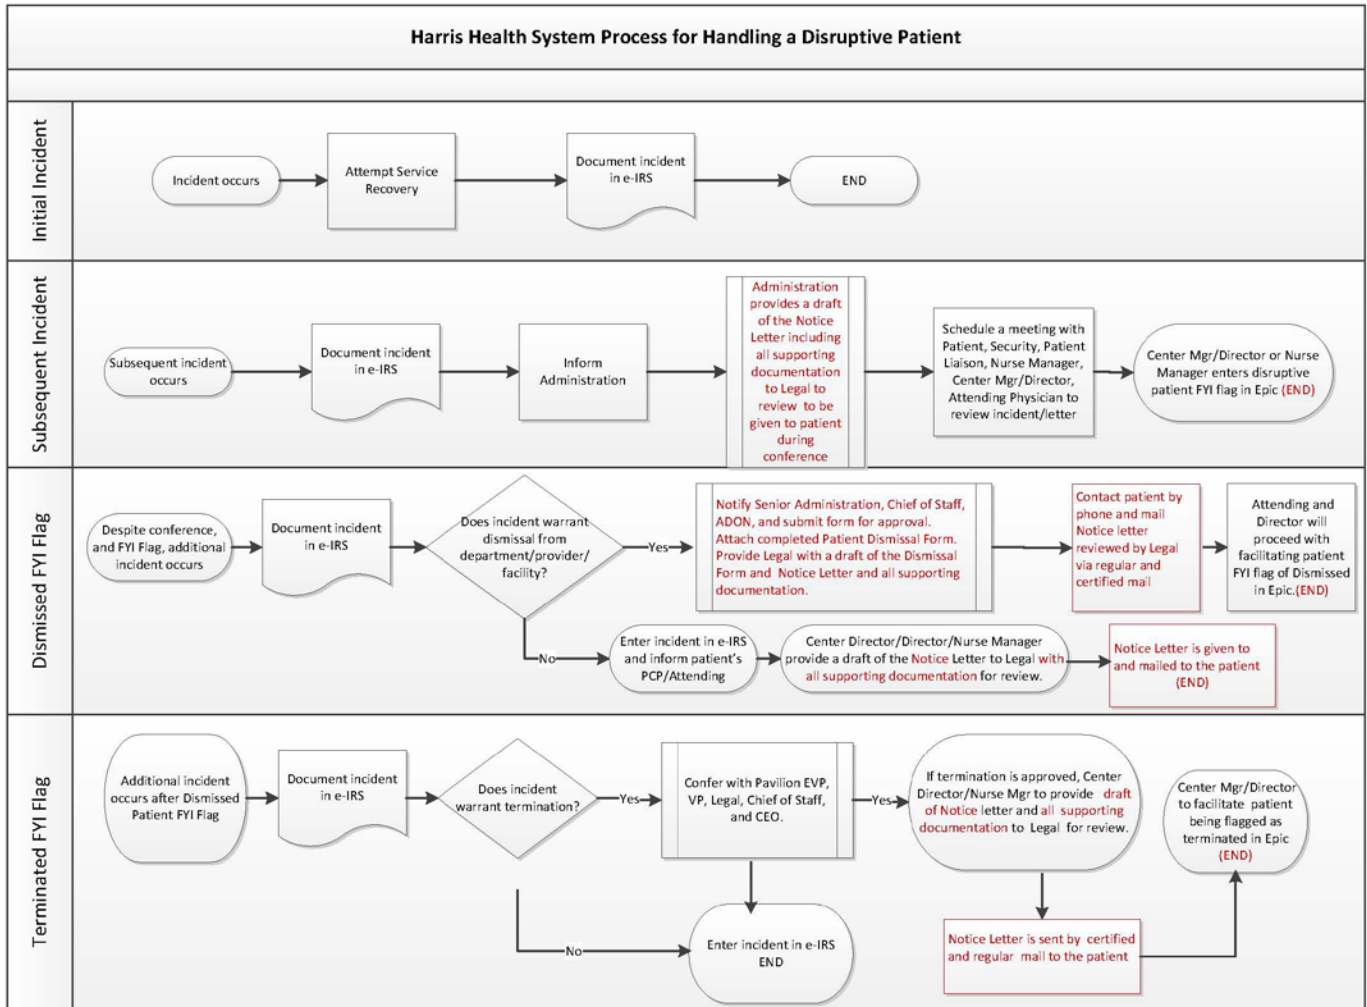 Harris Health System Process for Handling a Disruptive Patient
Initial Incident
Incident occurs
Attempt Service
Recovery
Document incident
in e-IRS
END
Subsequent Incident
Subsequent incident
occurs
Document incident
in e-IRS
Inform
Administration
Administration
provides a draft
of the Notice
Letter including
all supporting
documentation
to Legal to
review to be
given to patient
during
conference
Schedule a meeting with
Patient, Security, Patient
Liaison, Nurse Manager,
Center Mgr/Director,
Attending Physician to
review incident/letter
Center Mgr/Director or Nurse
Manager enters disruptive
patient FYI flag in Epic (END)
Dismissed FYI Flag
Despite conference,
and FYI Flag, additional
incident occurs
Document incident
in e-IRS
Does incident warrant
dismissal from
department/provider/
facility?
Yes
Notify Senior Administration, Chief of Staff,
ADON, and submit form for approval.
Attach completed Patient Dismissal Form.
Provide Legal with a draft of the Dismissal
Form and Notice Letter and all supporting
documentation.
Contact patient by
phone and mail
Notice letter
reviewed by Legal
via regular and
certified mail
Attending and
Director will
proceed with
facilitating patient
FYI flag of Dismissed
in Epic.(END)
No
Enter incident in e-IRS
and inform patient's
PCP/Attending
Center Director/Director/Nurse Manager
provide a draft of the Notice Letter to Legal with
all supporting documentation for review.
Notice Letter is given to
and mailed to the patient
(END)
Terminated FYI Flag
Additional incident
occurs after Dismissed
Patient FYI Flag
Document incident
in e-IRS
Does incident
warrant termination?
Yes
Confer with Pavilion EVP,
VP, Legal, Chief of Staff,
and CEO.
Yes
If termination is approved, Center
Director/Nurse Mgr to provide draft
of Notice letter and all supporting
documentation to Legal for review.
Center Mgr/Director
to facilitate patient
being flagged as
terminated in Epic
(END)
No
Enter incident in e-IRS
END
Notice Letter is sent by certified
and regular mail to the patient